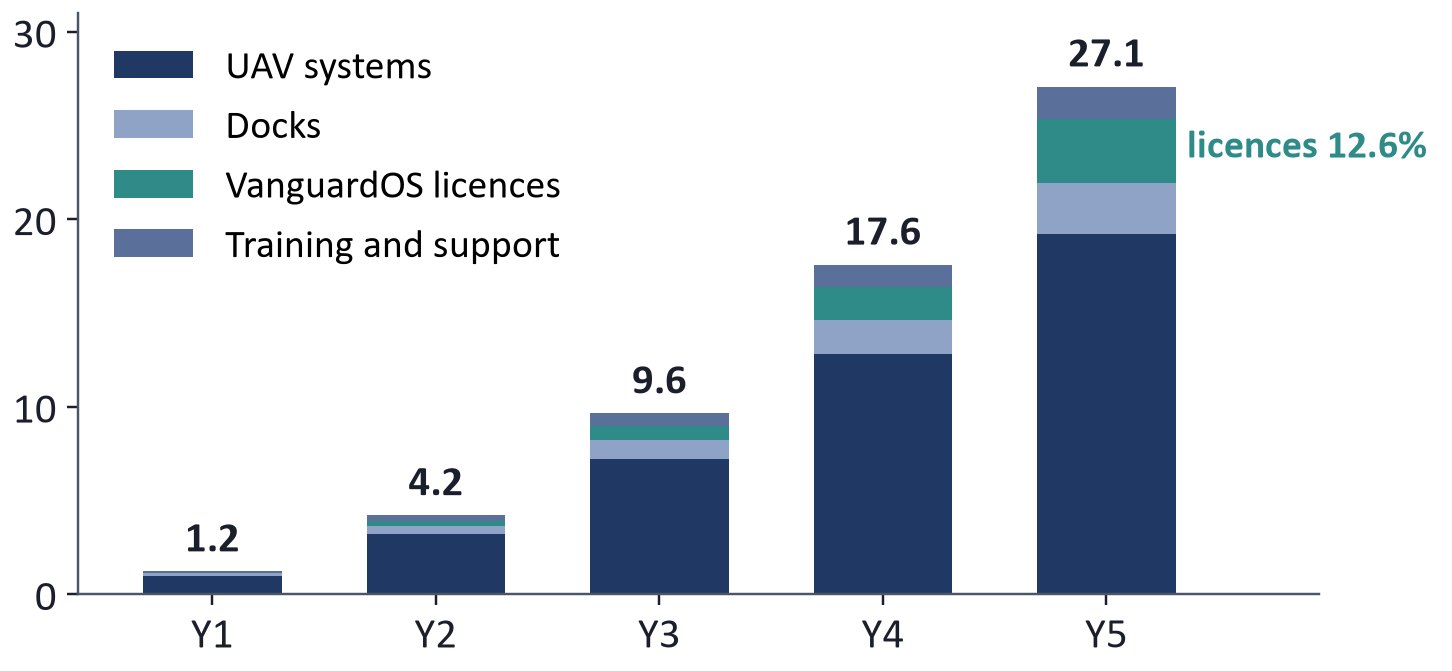 30
20
10
0
UAV systems
Docks
VanguardOS licences
Training and support
1.2
4.2
9.6
17.6
27.1
licences 12.6%
Y1
Y2
Y3
Y4
Y5